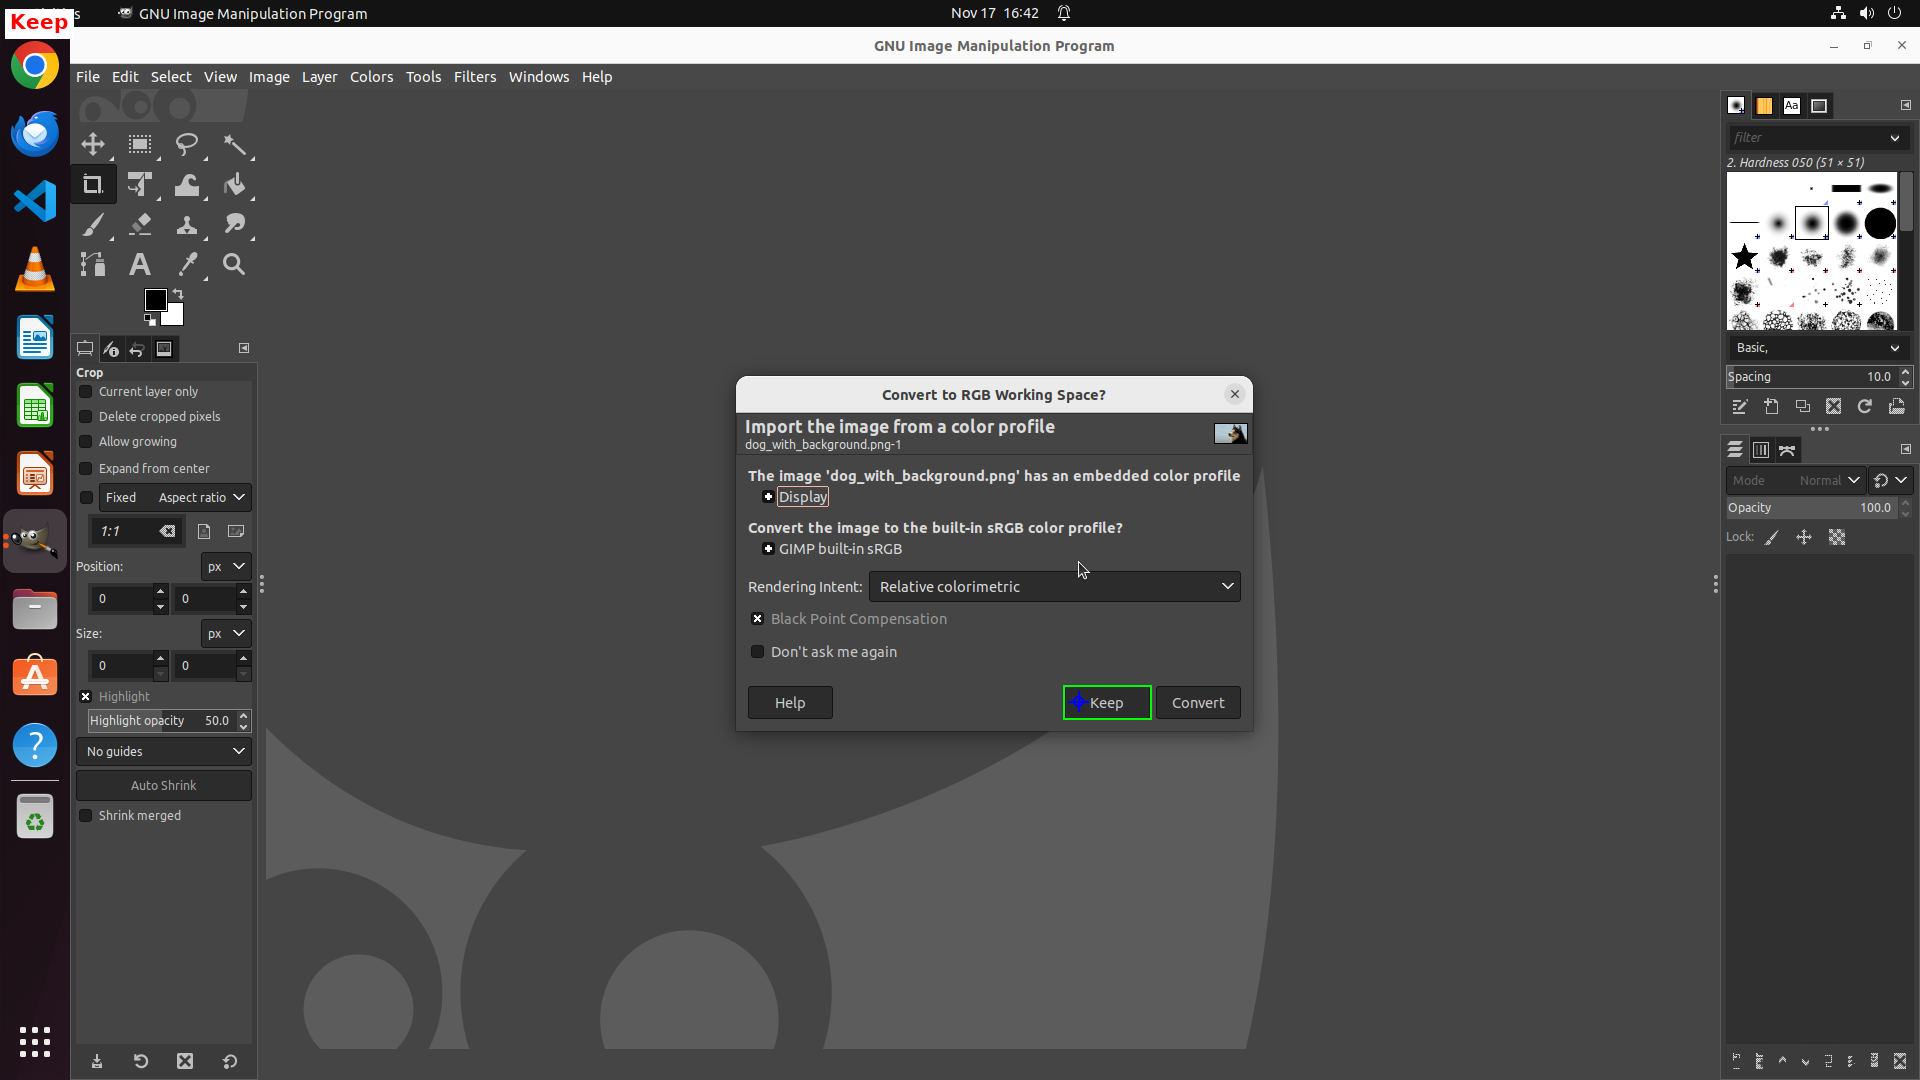 Keep
GNU Image Manipulation Program
Nov 17 16:42
GNU Image Manipulation Program
File Edit Select View Image Layer Colors Tools Filters Windows Help
Aa
filter
2. Hardness 050 (51 × 51)
Basic,
Spacing 10.0
Mode Normal
Opacity 100.0
Lock:
Crop
Current layer only
Delete cropped pixels
Allow growing
Expand from center
Fixed Aspect ratio
1:1
Position: px
0 0
Size: px
0 0
Highlight
Highlight opacity 50.0
No guides
Auto Shrink
Shrink merged
Convert to RGB Working Space?
Import the image from a color profile
dog_with_background.png-1
The image 'dog_with_background.png' has an embedded color profile
Display
Convert the image to the built-in sRGB color profile?
GIMP built-in sRGB
Rendering Intent: Relative colorimetric
Black Point Compensation
Don't ask me again
Help Keep Convert